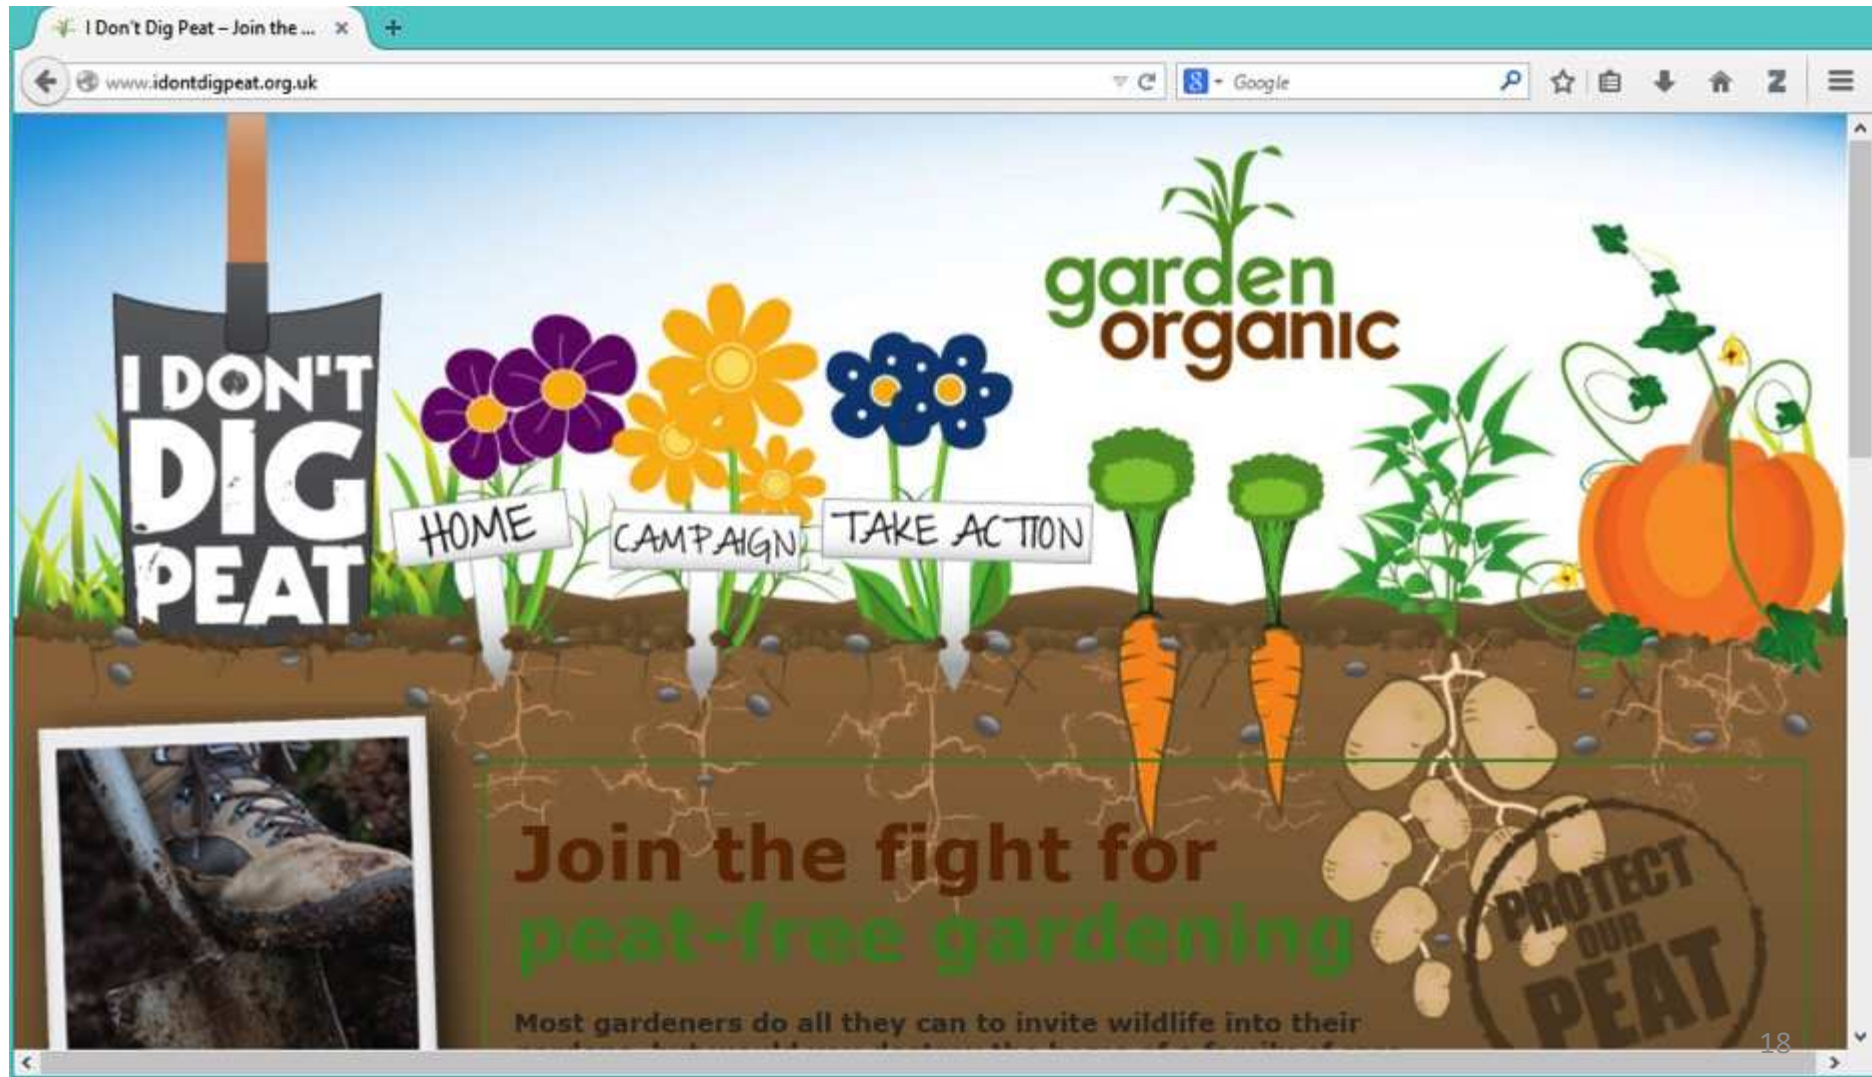 I Don't Dig Peat – Join the ...
www.idontdigpeat.org.uk
Google
garden
organic
I DON'T
DIG
PEAT
HOME
CAMPAIGN
TAKE ACTION
Join the fight for
peat-free gardening
PROTECT
OUR
PEAT
Most gardeners do all they can to invite wildlife into their
18